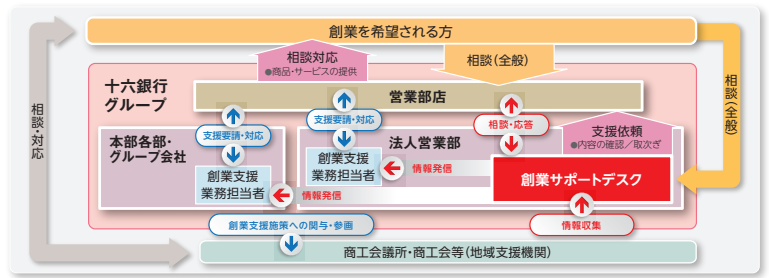 創業を希望される方
相談対応
●商品・サービスの提供
相談（全般）
相談・対応
相談（全般）
十六銀行
グループ
営業部店
支援要請・対応
支援要請・対応
相談・応答
支援依頼
●内容の確認／取次ぎ
本部各部・
グループ会社
法人営業部
創業支援
業務担当者
創業支援
業務担当者
情報発信
情報発信
創業サポートデスク
創業支援施策への関与・参画
情報収集
商工会議所・商工会等（地域支援機関）